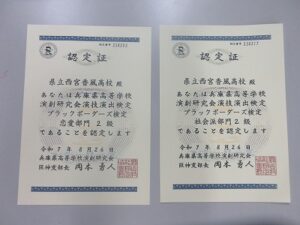 認定証
県立西宮香風高校 殿
あなたは兵庫県高等学校
演劇研究会演技演出検定
ブラックボーダーズ検定
恋愛部門 2 級
であることを認定します
令和 7 年 8 月 26 日
兵庫県高等学校演劇研究会
阪神支部長 岡本 勇人
認定証
県立西宮香風高校 殿
あなたは兵庫県高等学校
演劇研究会演技演出検定
ブラックボーダーズ検定
社会派部門 2 級
であることを認定します
令和 7 年 8 月 26 日
兵庫県高等学校演劇研究会
阪神支部長 岡本 勇人